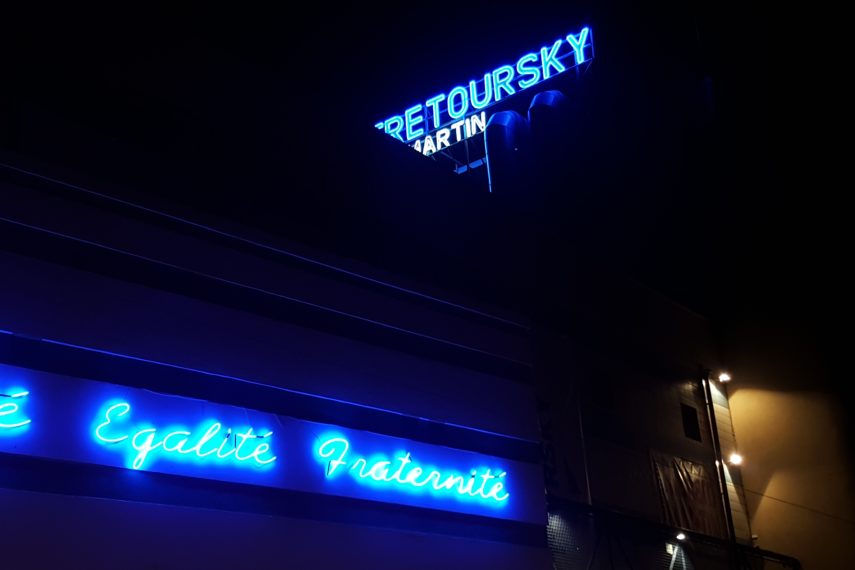 RETOURSKY
MARTIN
é Egalité Fraternité